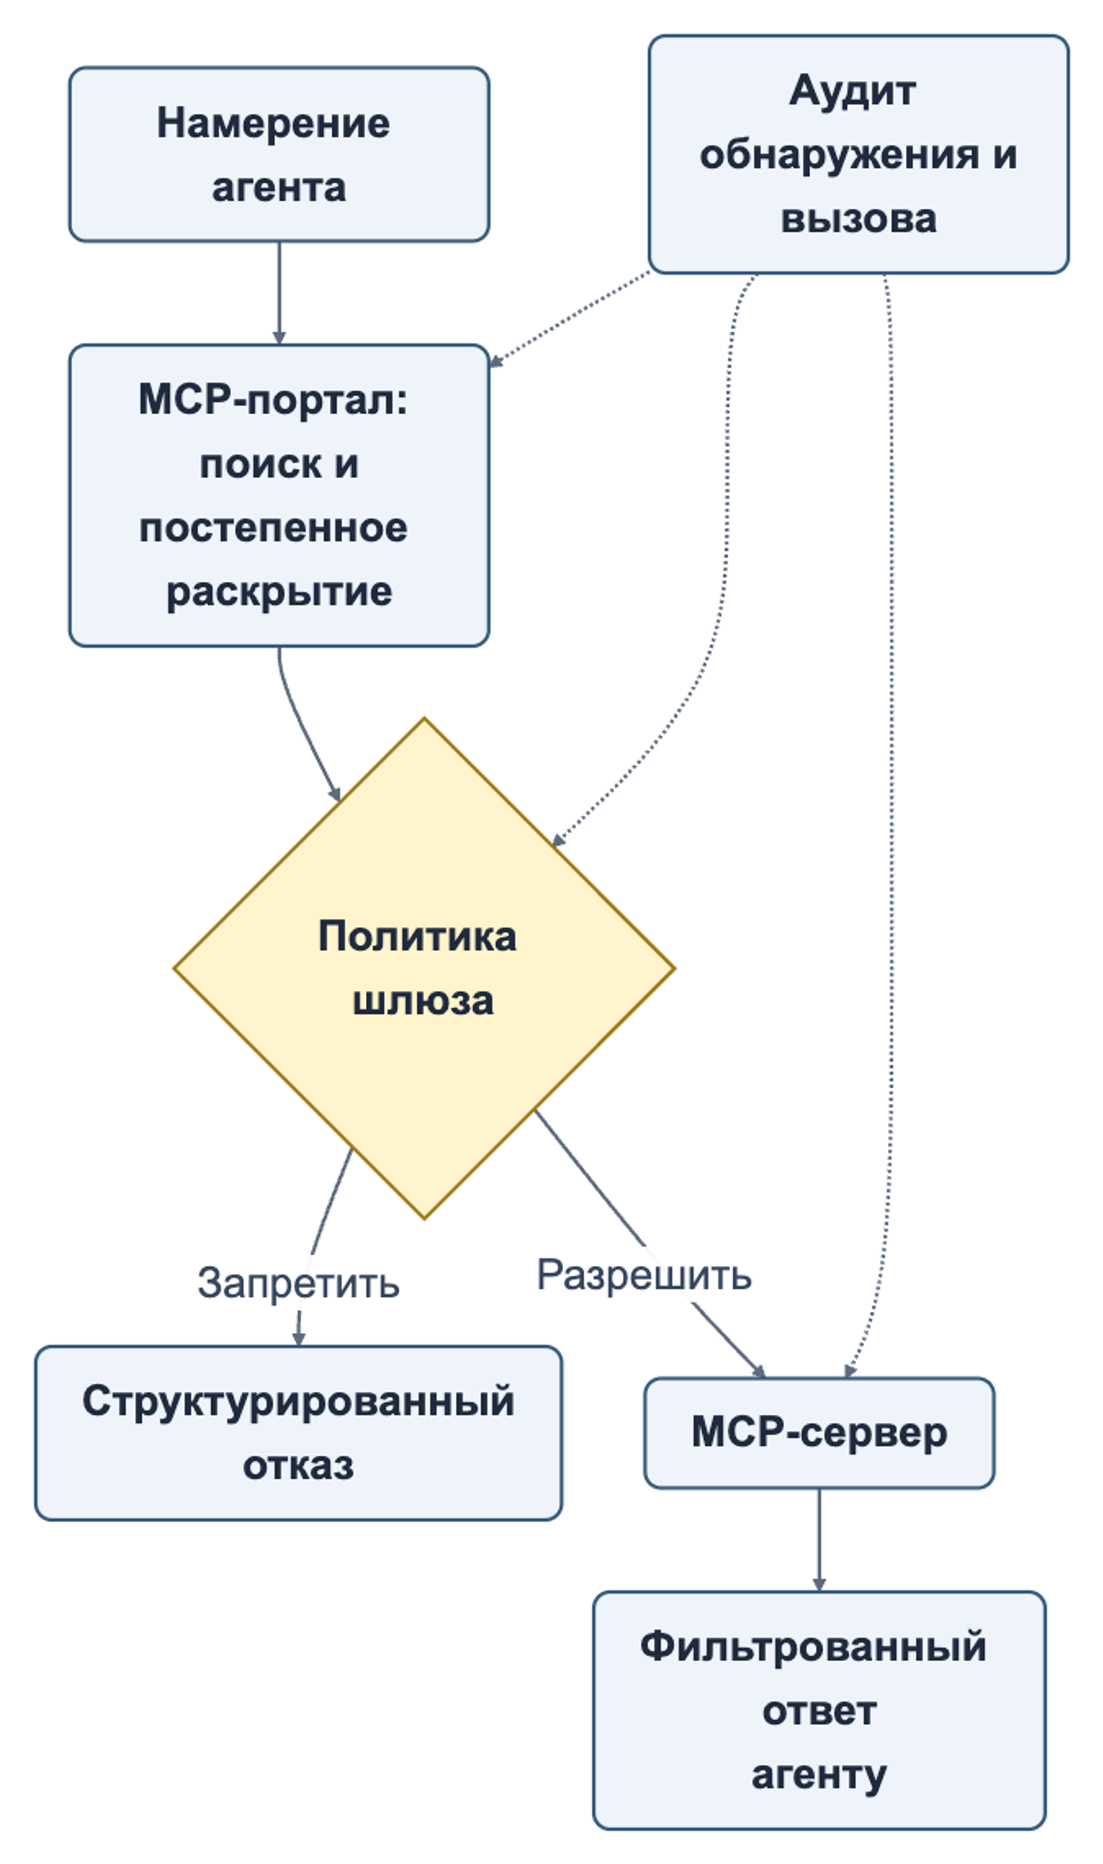 Намерение
агента
Аудит
обнаружения и
вызова
MCP-портал:
поиск и
постепенное
раскрытие
Политика
шлюза
Запретить
Разрешить
Структурированный
отказ
MCP-сервер
Фильтрованный
ответ
агенту